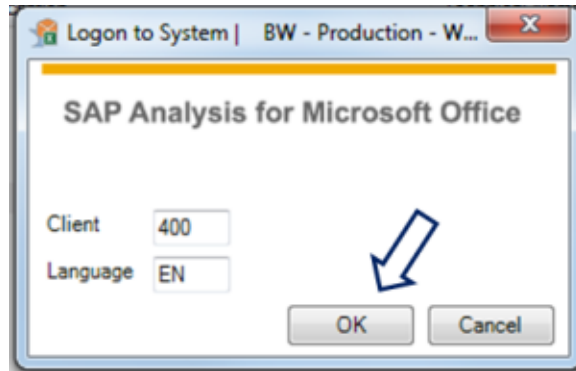 Logon to System | BW - Production - W...
SAP Analysis for Microsoft Office
Client 400
Language EN
OK Cancel